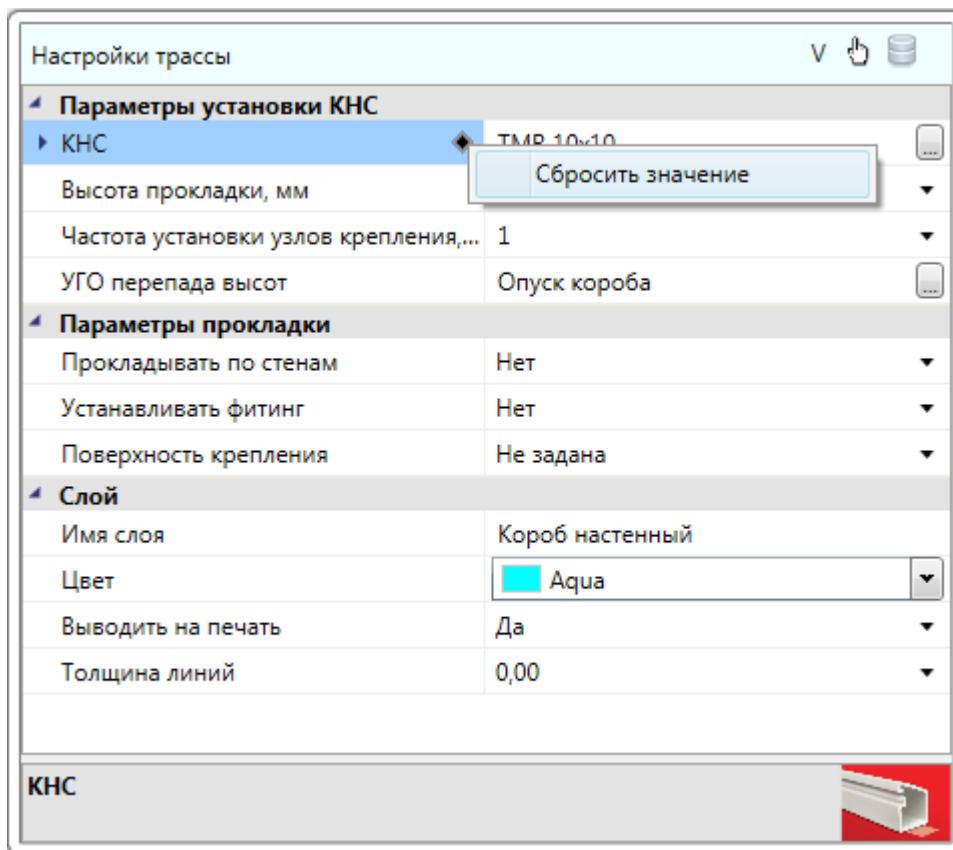 Настройки трассы V
Параметры установки КНС
КНС TMR 10x10 ...
Сбросить значение
Высота прокладки, мм
Частота установки узлов крепления,... 1
УГО перепада высот Опуск короба ...
Параметры прокладки
Прокладывать по стенам Нет
Устанавливать фитинг Нет
Поверхность крепления Не задана
Слой
Имя слоя Короб настенный
Цвет Aqua
Выводить на печать Да
Толщина линий 0,00
КНС